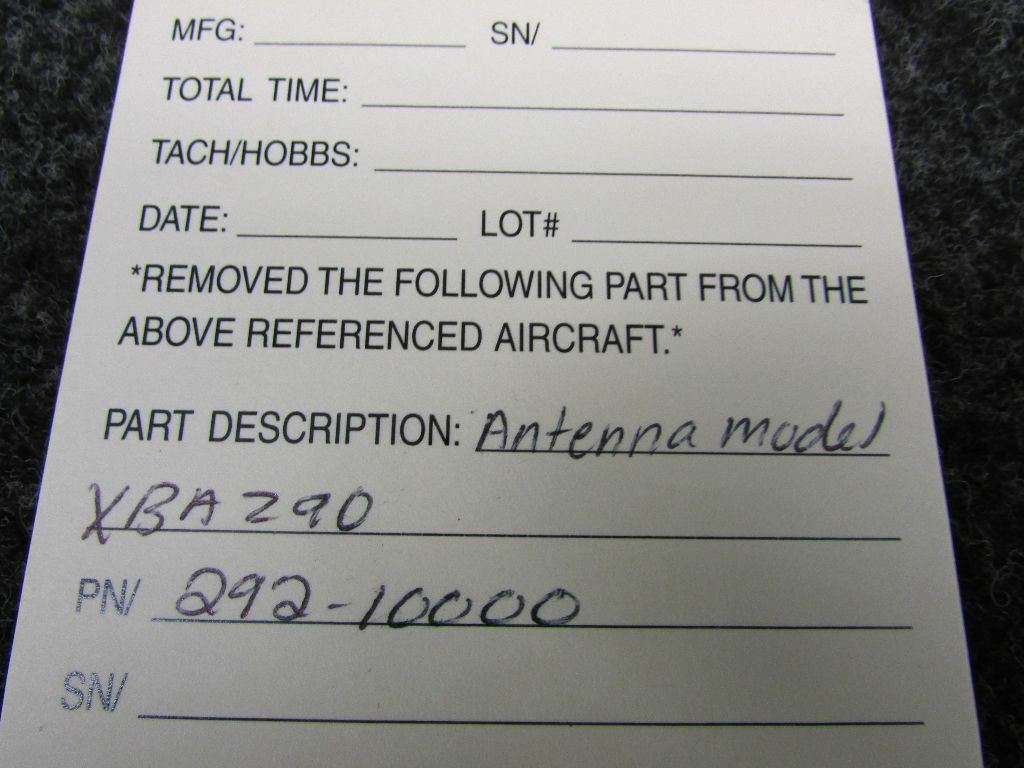 MFG: SN/
TOTAL TIME:
TACH/HOBBS:
DATE: LOT#
*REMOVED THE FOLLOWING PART FROM THE
ABOVE REFERENCED AIRCRAFT.*
PART DESCRIPTION: Antenna model
XBA290
PN/ 292-10000
SN/